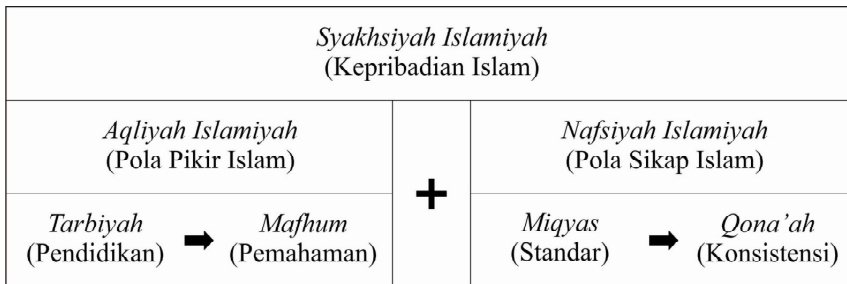 Syakhsiyah Islamiyah
(Kepribadian Islam)
Aqliyah Islamiyah
(Pola Pikir Islam)
+
Nafsiyah Islamiyah
(Pola Sikap Islam)
Tarbiyah ➡ Mafhum
(Pendidikan) (Pemahaman)
Miqyas ➡ Qona’ah
(Standar) (Konsistensi)